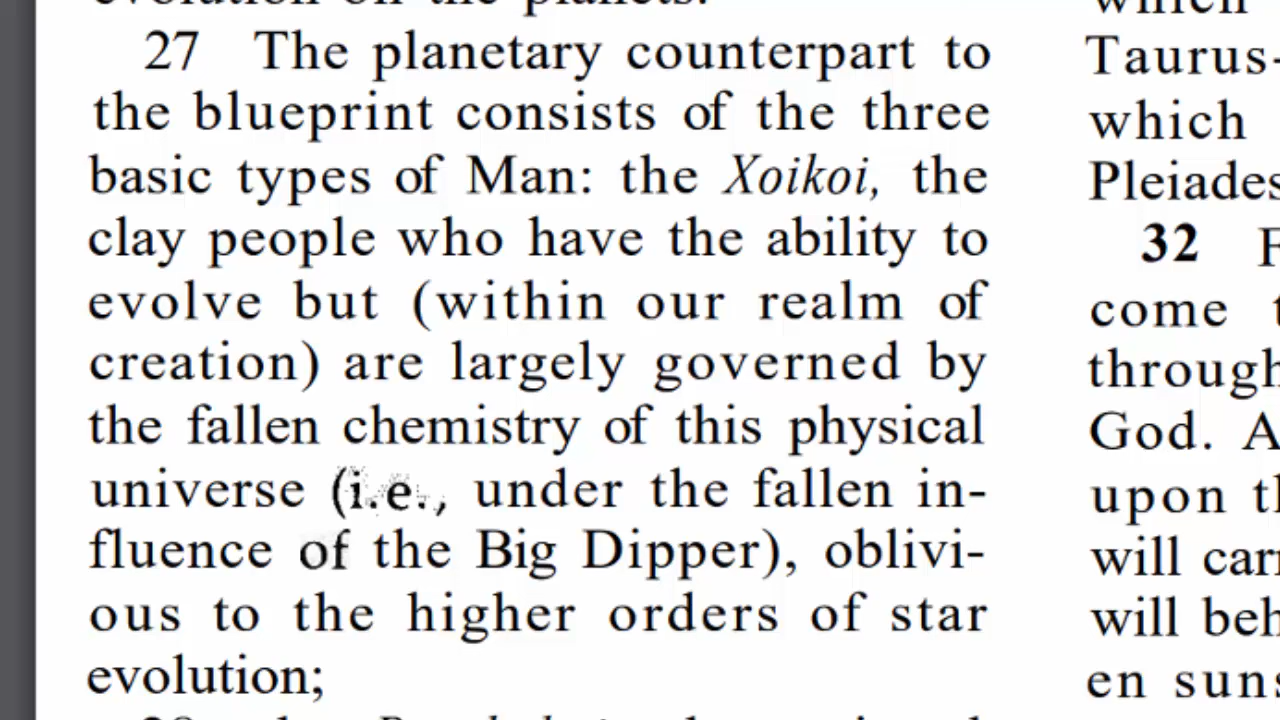 27 The planetary counterpart to
the blueprint consists of the three
basic types of Man: the Xoikoi, the
clay people who have the ability to
evolve but (within our realm of
creation) are largely governed by
the fallen chemistry of this physical
universe (i.e., under the fallen in-
fluence of the Big Dipper), oblivi-
ous to the higher orders of star
evolution;
which
Taurus-
which
Pleiades
32
come
through
God. A
upon
will
will
en suns